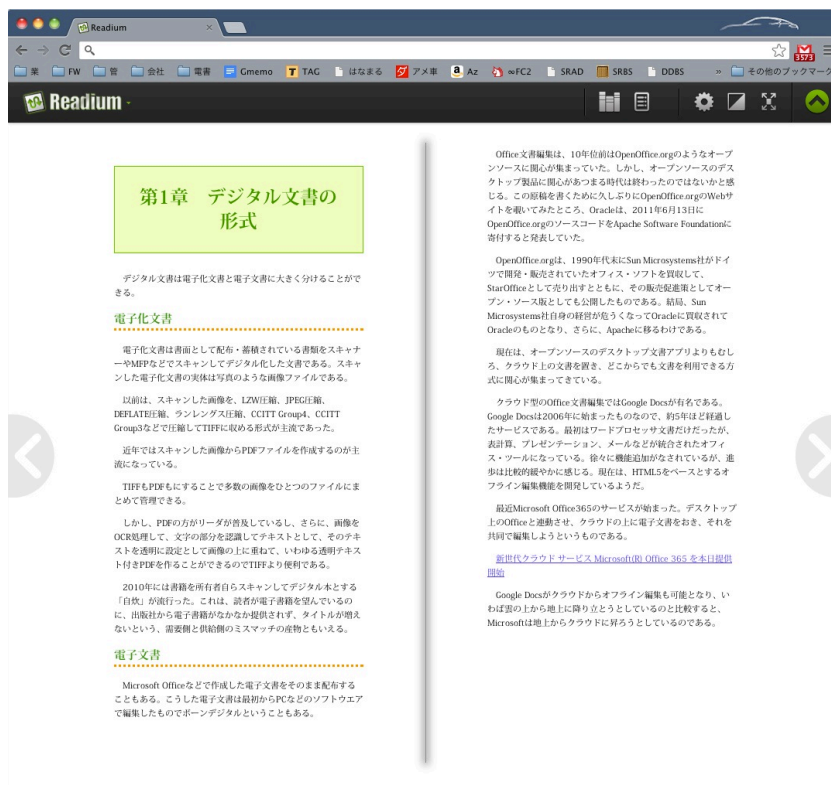 Readium
業
FW
管
会社
電書
Gmemo
TAG
はなまる
アメ車
Az
∞FC2
SRAD
SRBS
DDBS
»
その他のブックマーク
3573
Readium
第1章　デジタル文書の
形式
デジタル文書は電子化文書と電子文書に大きく分けることがで
きる。
電子化文書
電子化文書は書面として配布・蓄積されている書類をスキャナ
ーやMFPなどでスキャンしてデジタル化した文書である。スキャ
ンした電子化文書の実体は写真のような画像ファイルである。
以前は、スキャンした画像を、LZW圧縮、JPEG圧縮、
DEFLATE圧縮、ランレングス圧縮、CCITT Group4、CCITT
Group3などで圧縮してTIFFに収める形式が主流であった。
近年ではスキャンした画像からPDFファイルを作成するのが主
流になっている。
TIFFもPDFもにすることで多数の画像をひとつのファイルにま
とめて管理できる。
しかし、PDFの方がリーダが普及しているし、さらに、画像を
OCR処理して、文字の部分を認識してテキストとして、そのテキ
ストを透明に設定として画像の上に重ねて、いわゆる透明テキス
ト付きPDFを作ることができるのでTIFFより便利である。
2010年には書籍を所有者自らスキャンしてデジタル本とする
「自炊」が流行った。これは、読者が電子書籍を望んでいるの
に、出版社から電子書籍がなかなか提供されず、タイトルが増え
ないという、需要側と供給側のミスマッチの産物ともいえる。
電子文書
Microsoft Officeなどで作成した電子文書をそのまま配布する
こともある。こうした電子文書は最初からPCなどのソフトウエア
で編集したものでボーンデジタルということもある。
Office文書編集は、10年位前はOpenOffice.orgのようなオープ
ンソースに関心が集まっていた。しかし、オープンソースのデス
クトップ製品に関心があつまる時代は終わったのではないかと感
じる。この原稿を書くために久しぶりにOpenOffice.orgのWebサ
イトを覗いてみたところ、Oracleは、2011年6月13日に
OpenOffice.orgのソースコードをApache Software Foundationに
寄付すると発表していた。
OpenOffice.orgは、1990年代末にSun Microsystems社がドイ
ツで開発・販売されていたオフィス・ソフトを買収して、
StarOfficeとして売り出すとともに、その販売促進策としてオー
プン・ソース版としても公開したものである。結局、Sun
Microsystems社自身の経営が危うくなってOracleに買収されて
Oracleのものとなり、さらに、Apacheに移るわけである。
現在は、オープンソースのデスクトップ文書アプリよりもむし
ろ、クラウド上の文書を置き、どこからでも文書を利用できる方
式に関心が集まってきている。
クラウド型のOffice文書編集ではGoogle Docsが有名である。
Google Docsは2006年に始まったものなので、約5年ほど経過し
たサービスである。最初はワードプロセッサ文書だけだったが、
表計算、プレゼンテーション、メールなどが統合されたオフィ
ス・ツールになっている。徐々に機能追加がなされているが、進
歩は比較的緩やかに感じる。現在は、HTML5をベースとするオ
フライン編集機能を開発しているようだ。
最近Microsoft Office365のサービスが始まった。デスクトップ
上のOfficeと連動させ、クラウドの上に電子文書をおき、それを
共同で編集しようというものである。
新世代クラウド サービス Microsoft(R) Office 365 を本日提供
開始
Google Docsがクラウドからオフライン編集も可能となり、い
わば雲の上から地上に降り立とうとしているのと比較すると、
Microsoftは地上からクラウドに昇ろうとしているのである。